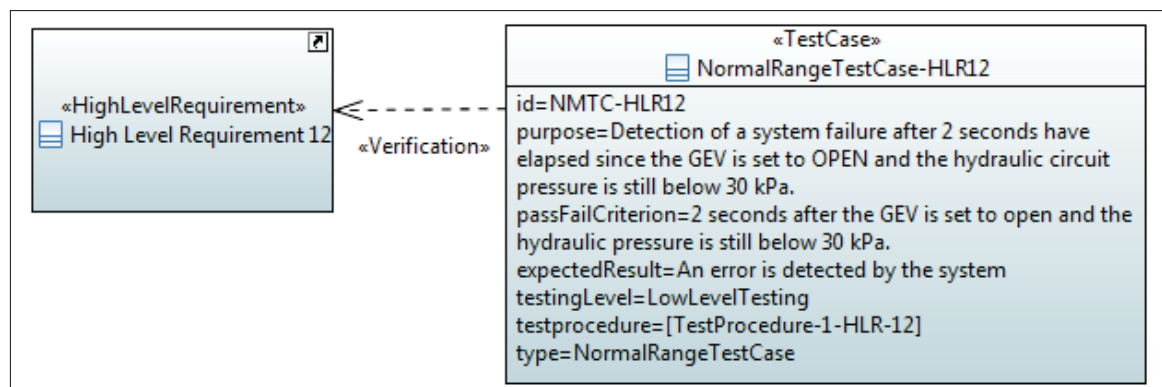 «HighLevelRequirement»
High Level Requirement 12
«Verification»
«TestCase»
NormalRangeTestCase-HLR12
id=NMTC-HLR12
purpose=Detection of a system failure after 2 seconds have
elapsed since the GEV is set to OPEN and the hydraulic circuit
pressure is still below 30 kPa.
passFailCriterion=2 seconds after the GEV is set to open and the
hydraulic pressure is still below 30 kPa.
expectedResult=An error is detected by the system
testingLevel=LowLevelTesting
testprocedure=[TestProcedure-1-HLR-12]
type=NormalRangeTestCase